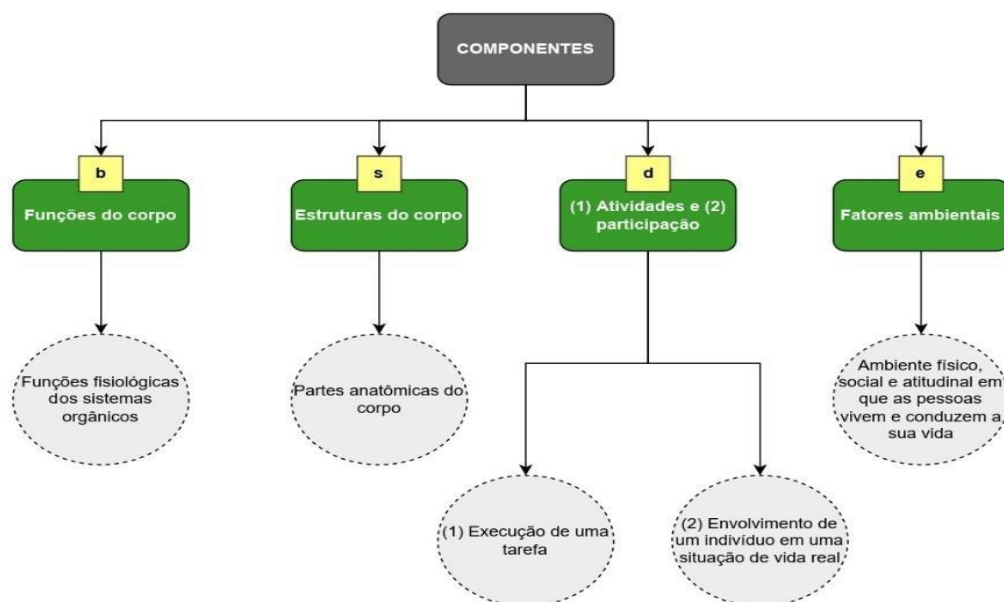 COMPONENTES
b
s
d
e
Funções do corpo
Estruturas do corpo
(1) Atividades e (2)
participação
Fatores ambientais
Funções fisiológicas
dos sistemas
orgânicos
Partes anatômicas do
corpo
Ambiente físico,
social e atitudinal em
que as pessoas
vivem e conduzem a
sua vida
(1) Execução de uma
tarefa
(2) Envolvimento de
um indivíduo em uma
situação de vida real